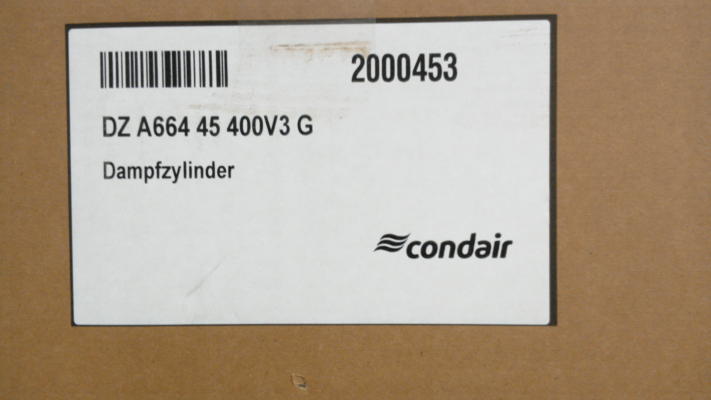 2000453
DZ A664 45 400V3 G
Dampfzylinder
condair